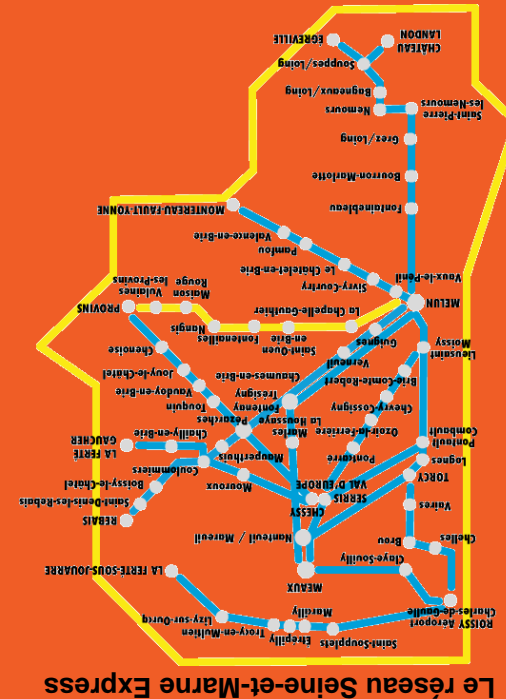 Le réseau Seine-et-Marne Express
Saint-Soupplets
Marcilly
Etrepilly
Trocy-en-Multien
Lizy-sur-Ourcq
ROISSY Aéroport
Charles-de-Gaulle
LA FERTÉ-SOUS-JOUARRE
MEAUX
Claye-Souilly
Chelles
Brou
Nanteuil / Mareuil
Vaires
REBAIS
Saint-Denis-des-Rebais
CHESSY
SERRIS
VAL D'EUROPE
Boissy-le-Châtel
TORCY
Mouroux
Lognes
Coulommiers
Pontcarré
Mauperthuis
Pontault
Combault
LA FERTÉ
GAUCHER
Chailly-en-Brie
Marles
Ozoir-la-Ferrière
La Houssaye
Pézarches
Fontenay
Trésigny
Chevry-Cossigny
Touquin
Vaudoy-en-Brie
Brie-Comte-Robert
Jouy-le-Châtel
Chaumes-en-Brie
Verneuil
Moissy
Lieusaint
Chenoise
Guignes
Saint-Ouen
en-Brie
Fontenailles
Nangis
La Chapelle-Gauthier
PROVINS
Vulaines
les-Provins
Maison
Rouge
MELUN
Vaux-le-Pénil
Sivry-Courtry
Le Chatelet-en-Brie
Pamfou
Valence-en-Brie
MONTEREAU-FAULT-YONNE
Fontainebleau
Bourron-Marlotte
Grez/Loing
Saint-Pierre
les-Nemours
Nemours
Bagneaux/Loing
Souppes/Loing
CHÂTEAU
LANDON
ÉGREVILLE